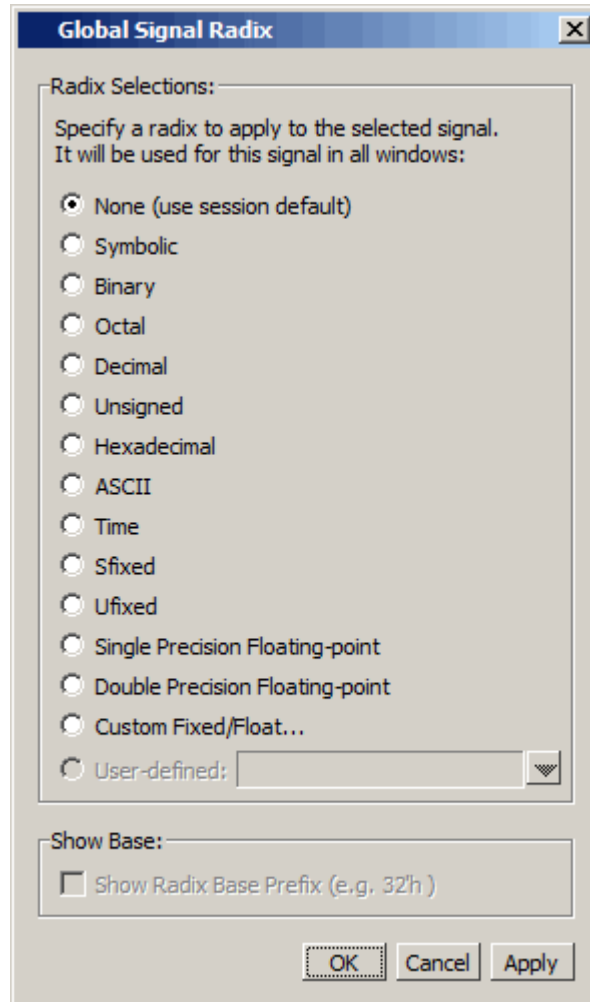 Global Signal Radix
Radix Selections:
Specify a radix to apply to the selected signal.
It will be used for this signal in all windows:
None (use session default)
Symbolic
Binary
Octal
Decimal
Unsigned
Hexadecimal
ASCII
Time
Sfixed
Ufixed
Single Precision Floating-point
Double Precision Floating-point
Custom Fixed/Float...
User-defined:
Show Base:
Show Radix Base Prefix (e.g. 32'h )
OK Cancel Apply